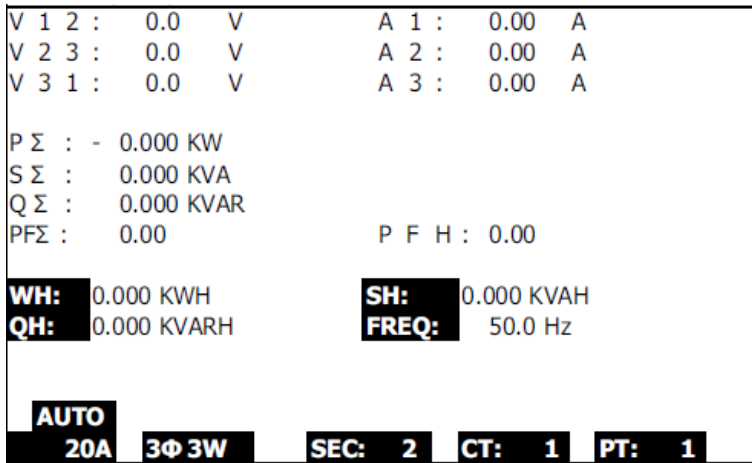 V 1 2 : 0.0 V A 1 : 0.00 A
V 2 3 : 0.0 V A 2 : 0.00 A
V 3 1 : 0.0 V A 3 : 0.00 A
P Σ : - 0.000 KW
S Σ : 0.000 KVA
Q Σ : 0.000 KVAR
PFΣ : 0.00 P F H : 0.00
WH: 0.000 KWH SH: 0.000 KVAH
QH: 0.000 KVARH FREQ: 50.0 Hz
AUTO
20A 3Φ 3W SEC: 2 CT: 1 PT: 1